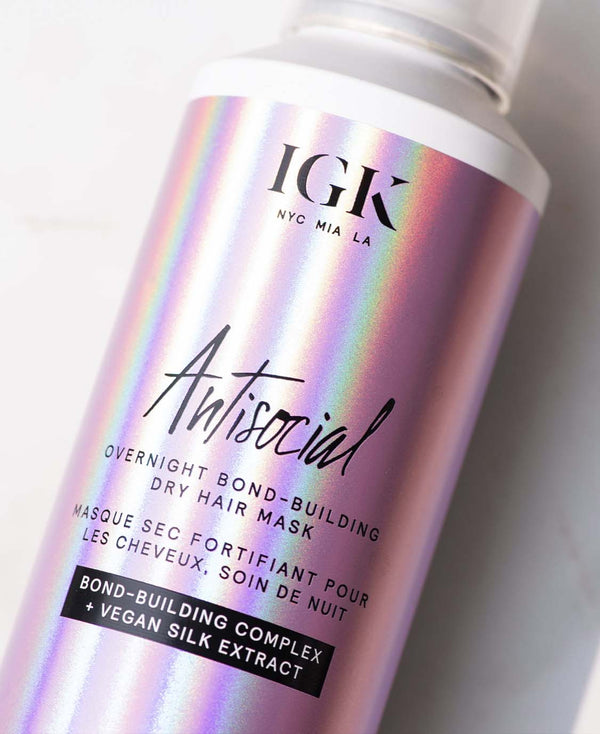 IGK
NYC MIA LA
Antisocial
OVERNIGHT BOND-BUILDING
DRY HAIR MASK
MASQUE SEC FORTIFIANT POUR
LES CHEVEUX, SOIN DE NUIT
BOND-BUILDING COMPLEX
+ VEGAN SILK EXTRACT